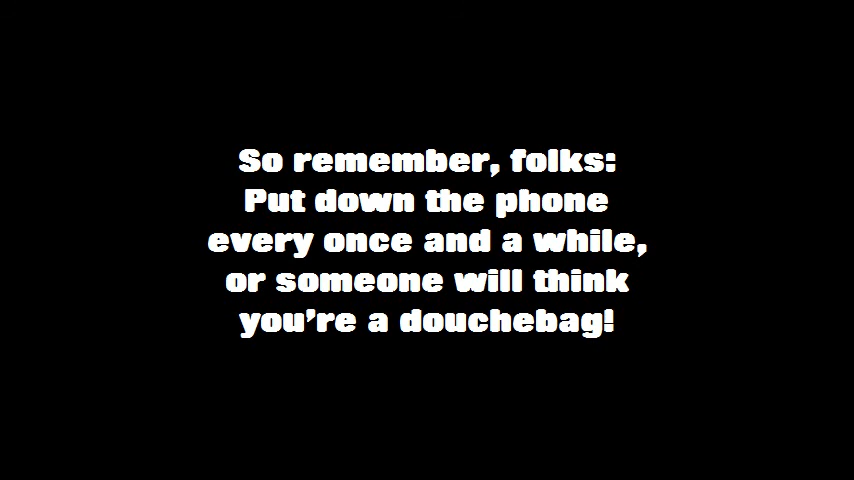 So remember, folks:
Put down the phone
every once and a while,
or someone will think
you're a douchebag!